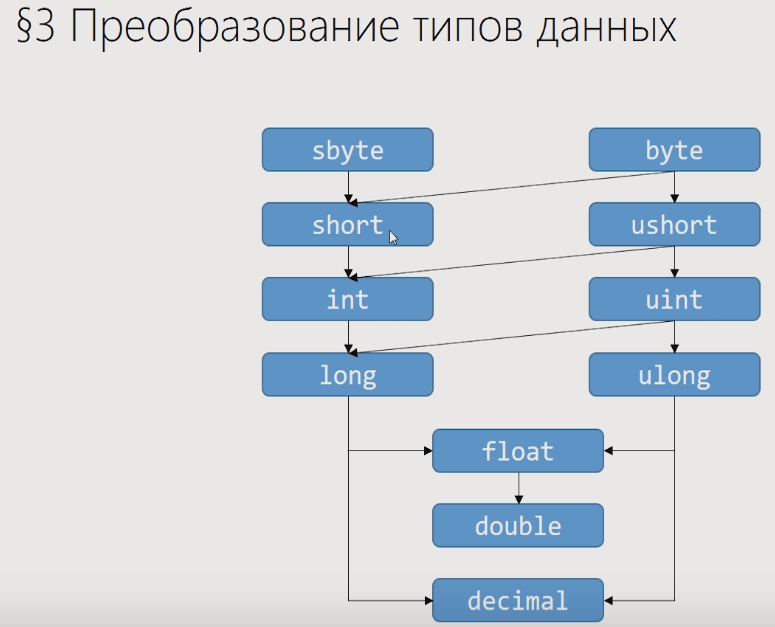 §3 Преобразование типов данных
sbyte
byte
short
ushort
int
uint
long
ulong
float
double
decimal